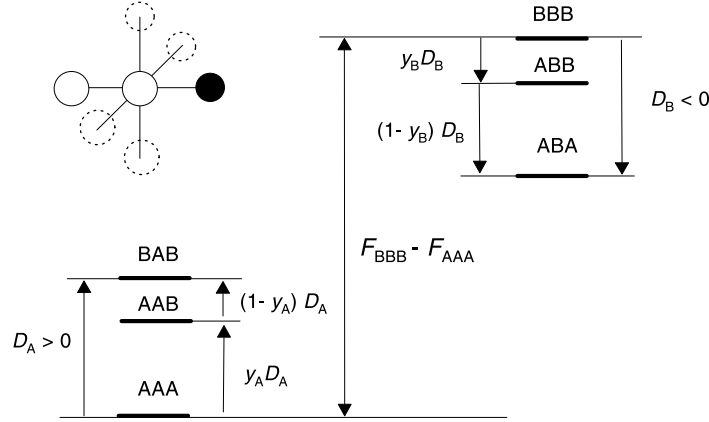 BBB
y_B D_B
ABB
D_B < 0
(1- y_B) D_B
ABA
F_BBB - F_AAA
BAB
AAB
(1- y_A) D_A
D_A > 0
y_A D_A
AAA